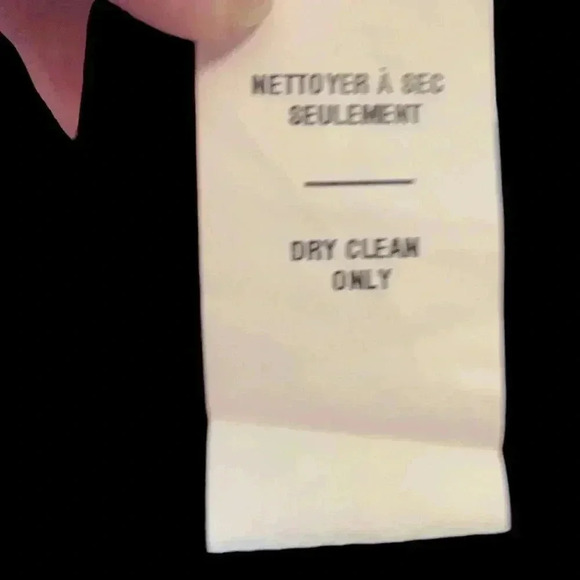 NETTOYER À SEC
SEULEMENT
DRY CLEAN
ONLY